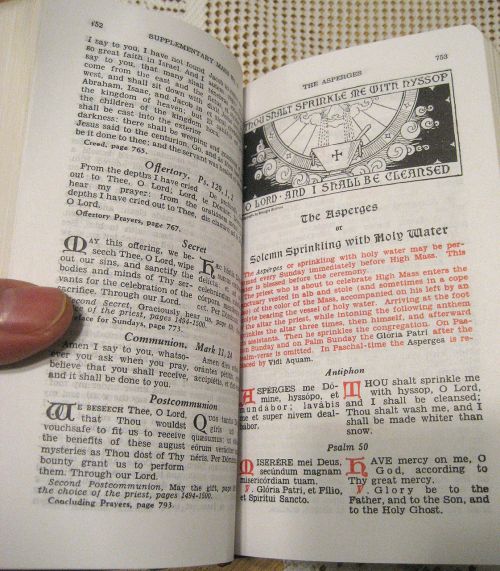 152
SUPPLEMENTARY MASS
I say to you, I have not found
so great faith in Israel. And I
say to you, that many shall
come from the east and the
west, and shall sit down with
Abraham, Isaac, and Jacob in
the kingdom of heaven; but
the children of the kingdom
shall be cast into the exterior
darkness: there shall be weeping and gnashing
Jesus said to the centurion, Go, and as
be it done to thee; and the servant was healed
Creed, page 765.
Offertory. Ps. 129, 1, 2
From the depths I have cried
out to Thee, O Lord; Lord,
hear my prayer: from the
depths I have cried out to Thee,
O Lord.
Offertory Prayers, page 767.
Secret
MAY this offering, we be-
seech Thee, O Lord, wipe
out our sins, and sanctify the
bodies and minds of Thy ser-
vants for the celebration of the
sacrifice. Through our Lord.
Second Secret, Graciously hear us,
choice of the priest, pages 1494-1500.
Preface for Sundays, page 773.
Communion. Mark 11, 24
Amen I say to you, whatso-
ever you ask when you pray,
believe that you shall receive,
and it shall be done to you.
Amen
orántes
accipiétis,
Postcommunion
WE BESEECH Thee, O Lord,
that Thou wouldst
vouchsafe to fit us to receive
the benefits of these august
mysteries as Thou dost of Thy
bounty grant us to perform
them. Through our Lord.
Second Postcommunion, May the gift, page
the choice of the priest, pages 1494-1500.
Concluding Prayers, page 793.
THE ASPERGES
753
THOU SHALT SPRINKLE ME WITH HYSSOP
O LORD · AND I SHALL BE CLEANSED
The Asperges
or
Solemn Sprinkling with Holy Water
The Asperges or sprinkling with holy water may be per-
formed every Sunday immediately before High Mass. This
water is blessed before the ceremony.
The priest who is about to celebrate High Mass enters the
sanctuary vested in alb and stole (and sometimes in a cope
of the color of the Mass, accompanied on his left by an
bearing the vessel of holy water. Arriving at the foot
of the altar the priest, while intoning the following anthem
sprinkles the altar three times, then himself, and afterward
his assistants. Then he sprinkles the congregation. On Pas-
sion Sunday and on Palm Sunday the Gloria Patri after the
Psalm-verse is omitted. In Paschal-time the Asperges is re-
placed by Vidi Aquam.
Antiphon
ASPERGES me Dó-
mine, hyssópo, et
mundábor; lavábis
me et super nivem deal-
bábor.
THOU shalt sprinkle
me with hyssop, O Lord,
and I shall be cleansed;
Thou shalt wash me, and I
shall be made whiter than
snow.
Psalm 50
MISERÉRE mei Deus,
secúndum magnam
misericórdiam tuam.
V. Glória Patri, et Fílio,
et Spirítui Sancto.
HAVE mercy on me, O
God, according to
Thy great mercy.
V. Glory be to the
Father, and to the Son, and
to the Holy Ghost.